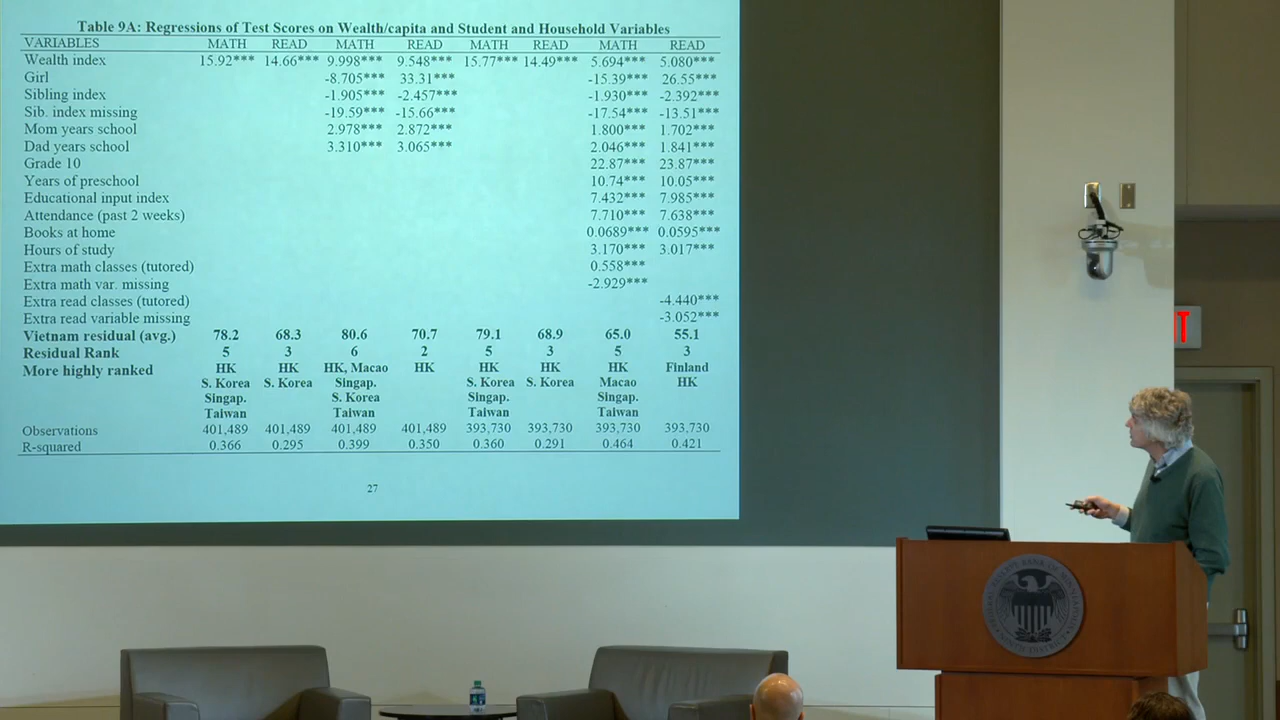 Table 9A: Regressions of Test Scores on Wealth/capita and Student and Household Variables
VARIABLES MATH READ MATH READ MATH READ MATH READ
Wealth index 15.92*** 14.66*** 9.998*** 9.548*** 15.77*** 14.49*** 5.694*** 5.080***
Girl -8.705*** 33.31*** -15.39*** 26.55***
Sibling index -1.905*** -2.457*** -1.930*** -2.392***
Sib. index missing -19.59*** -15.66*** -17.54*** -13.51***
Mom years school 2.978*** 2.872*** 1.800*** 1.702***
Dad years school 3.310*** 3.065*** 2.046*** 1.841***
Grade 10 22.87*** 23.87***
Years of preschool 10.74*** 10.05***
Educational input index 7.432*** 7.985***
Attendance (past 2 weeks) 7.710*** 7.638***
Books at home 0.0689*** 0.0595***
Hours of study 3.170*** 3.017***
Extra math classes (tutored) 0.558***
Extra math var. missing -2.929***
Extra read classes (tutored) -4.440***
Extra read variable missing -3.052***
Vietnam residual (avg.) 78.2 68.3 80.6 70.7 79.1 68.9 65.0 55.1
Residual Rank 5 3 6 2 5 3 5 3
More highly ranked HK HK HK, Macao HK HK HK HK Finland
S. Korea S. Korea Singap. S. Korea S. Korea Macao HK
Singap. S. Korea Singap. Singap.
Taiwan Taiwan Taiwan Taiwan
Observations 401,489 401,489 401,489 401,489 393,730 393,730 393,730 393,730
R-squared 0.366 0.295 0.399 0.350 0.360 0.291 0.464 0.421
27
IT